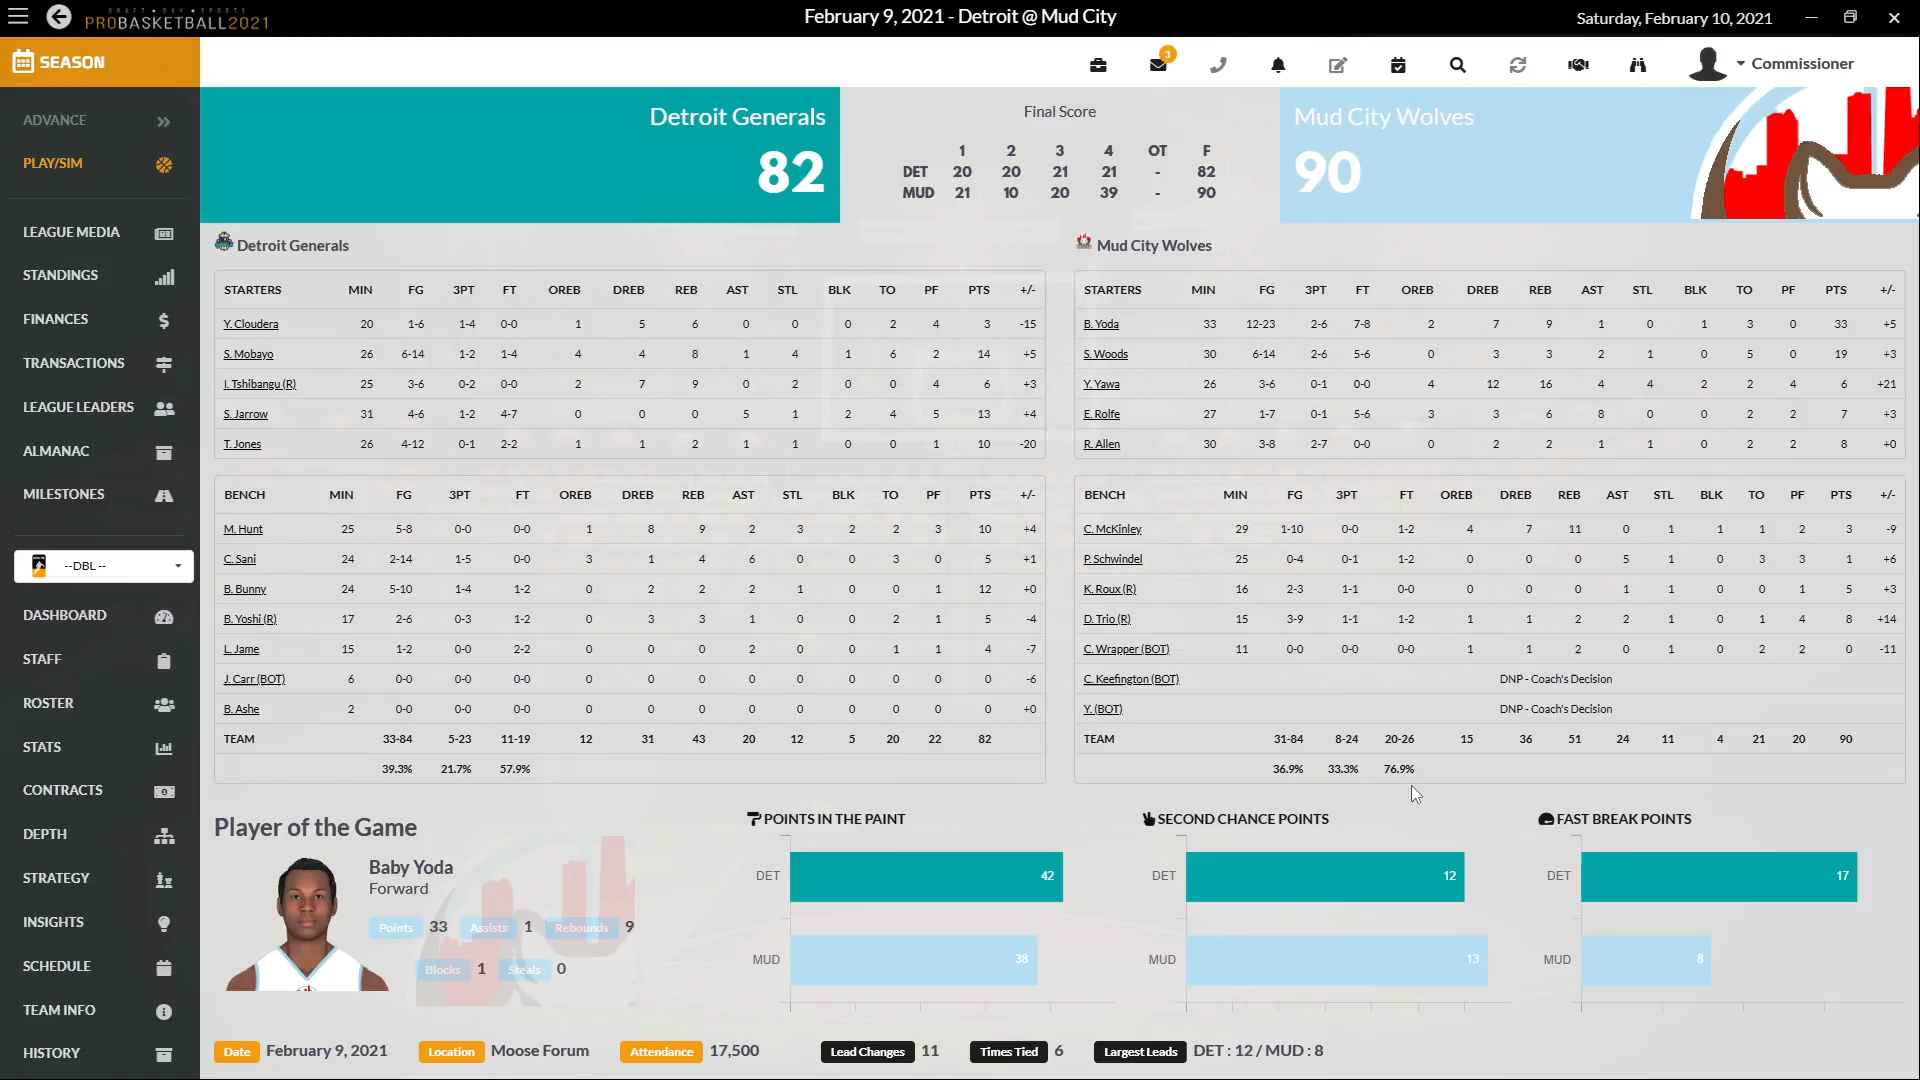 DRAFT • DAY • SPORTS
PROBASKETBALL2021
February 9, 2021 - Detroit @ Mud City
Saturday, February 10, 2021
SEASON
3
Commissioner
ADVANCE
PLAY/SIM
LEAGUE MEDIA
STANDINGS
FINANCES
TRANSACTIONS
LEAGUE LEADERS
ALMANAC
MILESTONES
--DBL--
DASHBOARD
STAFF
ROSTER
STATS
CONTRACTS
DEPTH
STRATEGY
INSIGHTS
SCHEDULE
TEAM INFO
HISTORY
Detroit Generals
82
Final Score
1 2 3 4 OT F
DET 20 20 21 21 - 82
MUD 21 10 20 39 - 90
Mud City Wolves
90
Detroit Generals
STARTERS MIN FG 3PT FT OREB DREB REB AST STL BLK TO PF PTS +/-
Y. Cloudera 20 1-6 1-4 0-0 1 5 6 0 0 0 2 4 3 -15
S. Mobayo 26 6-14 1-2 1-4 4 4 8 1 4 1 6 2 14 +5
I. Tshibangu (R) 25 3-6 0-2 0-0 2 7 9 0 2 0 0 4 6 +3
S. Jarrow 31 4-6 1-2 4-7 0 0 0 5 1 2 4 5 13 +4
T. Jones 26 4-12 0-1 2-2 1 1 2 1 1 0 0 1 10 -20
BENCH MIN FG 3PT FT OREB DREB REB AST STL BLK TO PF PTS +/-
M. Hunt 25 5-8 0-0 0-0 1 8 9 2 3 2 2 3 10 +4
C. Sani 24 2-14 1-5 0-0 3 1 4 6 0 0 3 0 5 +1
B. Bunny 24 5-10 1-4 1-2 0 2 2 2 1 0 0 1 12 +0
B. Yoshi (R) 17 2-6 0-3 1-2 0 3 3 1 0 0 2 1 5 -4
L. Jame 15 1-2 0-0 2-2 0 0 0 2 0 0 1 1 4 -7
J. Carr (BOT) 6 0-0 0-0 0-0 0 0 0 0 0 0 0 0 0 -6
B. Ashe 2 0-0 0-0 0-0 0 0 0 0 0 0 0 0 0 +0
TEAM 33-84 5-23 11-19 12 31 43 20 12 5 20 22 82
39.3% 21.7% 57.9%
Mud City Wolves
STARTERS MIN FG 3PT FT OREB DREB REB AST STL BLK TO PF PTS +/-
B. Yoda 33 12-23 2-6 7-8 2 7 9 1 0 1 3 0 33 +5
S. Woods 30 6-14 2-6 5-6 0 3 3 2 1 0 5 0 19 +3
Y. Yawa 26 3-6 0-1 0-0 4 12 16 4 4 2 2 4 6 +21
E. Rolfe 27 1-7 0-1 5-6 3 3 6 8 0 0 2 2 7 +3
R. Allen 30 3-8 2-7 0-0 0 2 2 1 1 0 2 2 8 +0
BENCH MIN FG 3PT FT OREB DREB REB AST STL BLK TO PF PTS +/-
C. McKinley 29 1-10 0-0 1-2 4 7 11 0 1 1 1 2 3 -9
P. Schwindel 25 0-4 0-1 1-2 0 0 0 5 1 0 3 3 1 +6
K. Roux (R) 16 2-3 1-1 0-0 0 0 0 1 1 0 0 1 5 +3
D. Trio (R) 15 3-9 1-1 1-2 1 1 2 2 1 0 1 4 8 +14
C. Wrapper (BOT) 11 0-0 0-0 0-0 1 1 2 0 1 0 2 2 0 -11
C. Keefington (BOT) DNP - Coach's Decision
Y. (BOT) DNP - Coach's Decision
TEAM 31-84 8-24 20-26 15 36 51 24 11 4 21 20 90
36.9% 33.3% 76.9%
Player of the Game
Baby Yoda
Forward
Points 33 Assists 1 Rebounds 9
Blocks 1 Steals 0
POINTS IN THE PAINT
DET 42
MUD 38
SECOND CHANCE POINTS
DET 12
MUD 13
FAST BREAK POINTS
DET 17
MUD 8
Date February 9, 2021 Location Moose Forum Attendance 17,500 Lead Changes 11 Times Tied 6 Largest Leads DET : 12 / MUD : 8